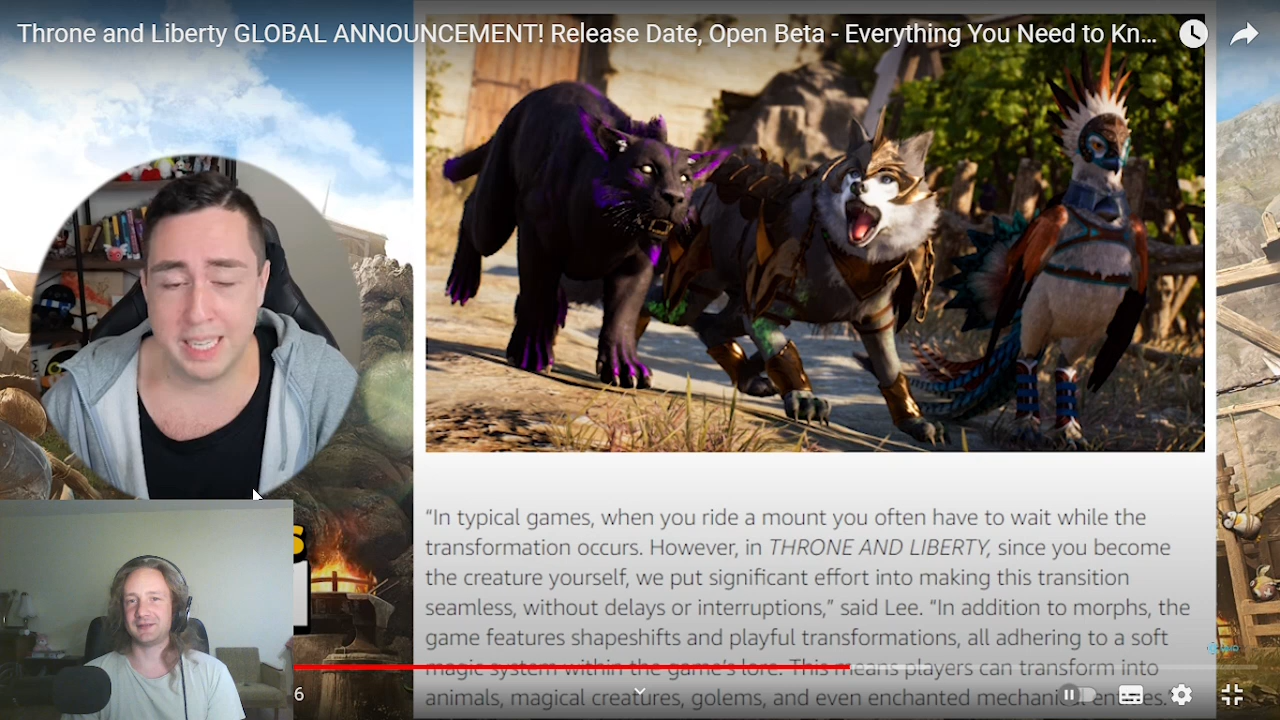 Throne and Liberty GLOBAL ANNOUNCEMENT! Release Date, Open Beta - Everything You Need to Kn...
“In typical games, when you ride a mount you often have to wait while the
transformation occurs. However, in THRONE AND LIBERTY, since you become
the creature yourself, we put significant effort into making this transition
seamless, without delays or interruptions,” said Lee. “In addition to morphs, the
game features shapeshifts and playful transformations, all adhering to a soft
magic system within the game’s lore. This means players can transform into
6
animals, magical creatures, golems, and even enchanted mechanical entities.